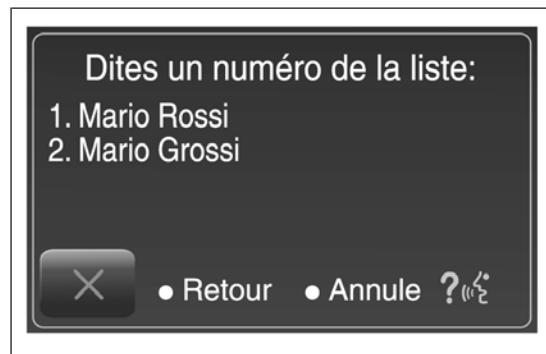 Dites un numéro de la liste:
1. Mario Rossi
2. Mario Grossi
• Retour • Annule ?